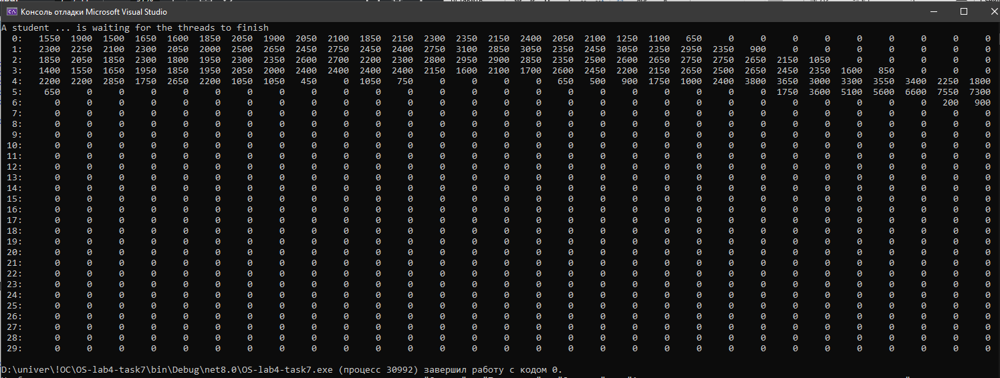 Консоль отладки Microsoft Visual Studio
A student ... is waiting for the threads to finish
0: 1550 1900 1500 1650 1600 1850 2050 1900 2050 2100 1850 2150 2300 2350 2150 2400 2050 2100 1250 1100 650 0 0 0 0 0 0 0 0 0
1: 2300 2250 2100 2300 2050 2000 2500 2650 2450 2750 2450 2400 2750 3100 2850 3050 2350 2450 3050 2350 2950 2350 900 0 0 0 0 0 0 0
2: 1850 2050 1850 2300 1800 1950 2300 2350 2600 2700 2200 2300 2800 2950 2900 2850 2350 2500 2600 2650 2750 2750 2650 2150 1050 0 0 0 0 0
3: 1400 1550 1650 1950 1850 1950 2050 2000 2400 2400 2400 2400 2150 1600 2100 1700 2600 2450 2200 2150 2650 2500 2650 2450 2350 1600 850 0 0 0
4: 2200 2200 2850 1750 2650 2200 1050 1050 450 0 1050 750 0 0 0 0 650 500 900 1750 1000 2400 3800 3650 3000 3300 3550 3400 2250 1800
5: 650 0 0 0 0 0 0 0 0 0 0 0 0 0 0 0 0 0 0 0 0 0 0 1750 3600 5100 5600 6600 7550 7300
6: 0 0 0 0 0 0 0 0 0 0 0 0 0 0 0 0 0 0 0 0 0 0 0 0 0 0 0 0 200 900
7: 0 0 0 0 0 0 0 0 0 0 0 0 0 0 0 0 0 0 0 0 0 0 0 0 0 0 0 0 0 0
8: 0 0 0 0 0 0 0 0 0 0 0 0 0 0 0 0 0 0 0 0 0 0 0 0 0 0 0 0 0 0
9: 0 0 0 0 0 0 0 0 0 0 0 0 0 0 0 0 0 0 0 0 0 0 0 0 0 0 0 0 0 0
10: 0 0 0 0 0 0 0 0 0 0 0 0 0 0 0 0 0 0 0 0 0 0 0 0 0 0 0 0 0 0
11: 0 0 0 0 0 0 0 0 0 0 0 0 0 0 0 0 0 0 0 0 0 0 0 0 0 0 0 0 0 0
12: 0 0 0 0 0 0 0 0 0 0 0 0 0 0 0 0 0 0 0 0 0 0 0 0 0 0 0 0 0 0
13: 0 0 0 0 0 0 0 0 0 0 0 0 0 0 0 0 0 0 0 0 0 0 0 0 0 0 0 0 0 0
14: 0 0 0 0 0 0 0 0 0 0 0 0 0 0 0 0 0 0 0 0 0 0 0 0 0 0 0 0 0 0
15: 0 0 0 0 0 0 0 0 0 0 0 0 0 0 0 0 0 0 0 0 0 0 0 0 0 0 0 0 0 0
16: 0 0 0 0 0 0 0 0 0 0 0 0 0 0 0 0 0 0 0 0 0 0 0 0 0 0 0 0 0 0
17: 0 0 0 0 0 0 0 0 0 0 0 0 0 0 0 0 0 0 0 0 0 0 0 0 0 0 0 0 0 0
18: 0 0 0 0 0 0 0 0 0 0 0 0 0 0 0 0 0 0 0 0 0 0 0 0 0 0 0 0 0 0
19: 0 0 0 0 0 0 0 0 0 0 0 0 0 0 0 0 0 0 0 0 0 0 0 0 0 0 0 0 0 0
20: 0 0 0 0 0 0 0 0 0 0 0 0 0 0 0 0 0 0 0 0 0 0 0 0 0 0 0 0 0 0
21: 0 0 0 0 0 0 0 0 0 0 0 0 0 0 0 0 0 0 0 0 0 0 0 0 0 0 0 0 0 0
22: 0 0 0 0 0 0 0 0 0 0 0 0 0 0 0 0 0 0 0 0 0 0 0 0 0 0 0 0 0 0
23: 0 0 0 0 0 0 0 0 0 0 0 0 0 0 0 0 0 0 0 0 0 0 0 0 0 0 0 0 0 0
24: 0 0 0 0 0 0 0 0 0 0 0 0 0 0 0 0 0 0 0 0 0 0 0 0 0 0 0 0 0 0
25: 0 0 0 0 0 0 0 0 0 0 0 0 0 0 0 0 0 0 0 0 0 0 0 0 0 0 0 0 0 0
26: 0 0 0 0 0 0 0 0 0 0 0 0 0 0 0 0 0 0 0 0 0 0 0 0 0 0 0 0 0 0
27: 0 0 0 0 0 0 0 0 0 0 0 0 0 0 0 0 0 0 0 0 0 0 0 0 0 0 0 0 0 0
28: 0 0 0 0 0 0 0 0 0 0 0 0 0 0 0 0 0 0 0 0 0 0 0 0 0 0 0 0 0 0
29: 0 0 0 0 0 0 0 0 0 0 0 0 0 0 0 0 0 0 0 0 0 0 0 0 0 0 0 0 0 0
D:\univer\!ОС\OS-lab4-task7\bin\Debug\net8.0\OS-lab4-task7.exe (процесс 30992) завершил работу с кодом 0.